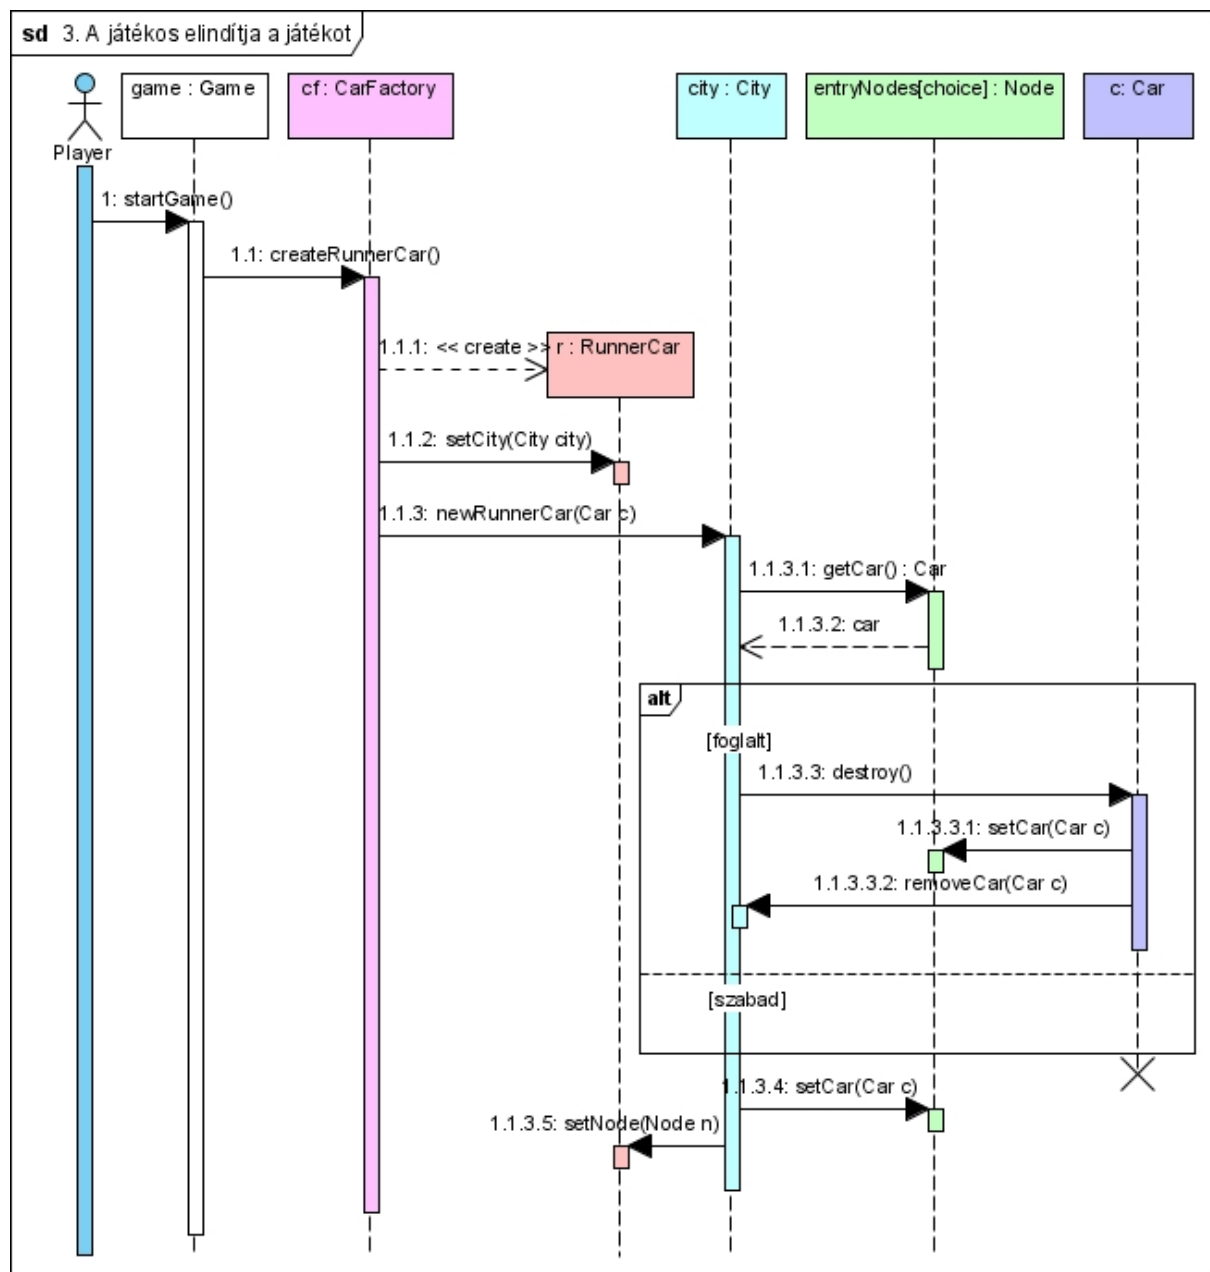 sd 3. A játékos elindítja a játékot
Player
game : Game
cf : CarFactory
city : City
entryNodes[choice] : Node
c: Car
1: startGame()
1.1: createRunnerCar()
1.1.1: << create >>
r : RunnerCar
1.1.2: setCity(City city)
1.1.3: newRunnerCar(Car c)
1.1.3.1: getCar() : Car
1.1.3.2: car
alt
[foglalt]
1.1.3.3: destroy()
1.1.3.3.1: setCar(Car c)
1.1.3.3.2: removeCar(Car c)
[szabad]
1.1.3.4: setCar(Car c)
1.1.3.5: setNode(Node n)